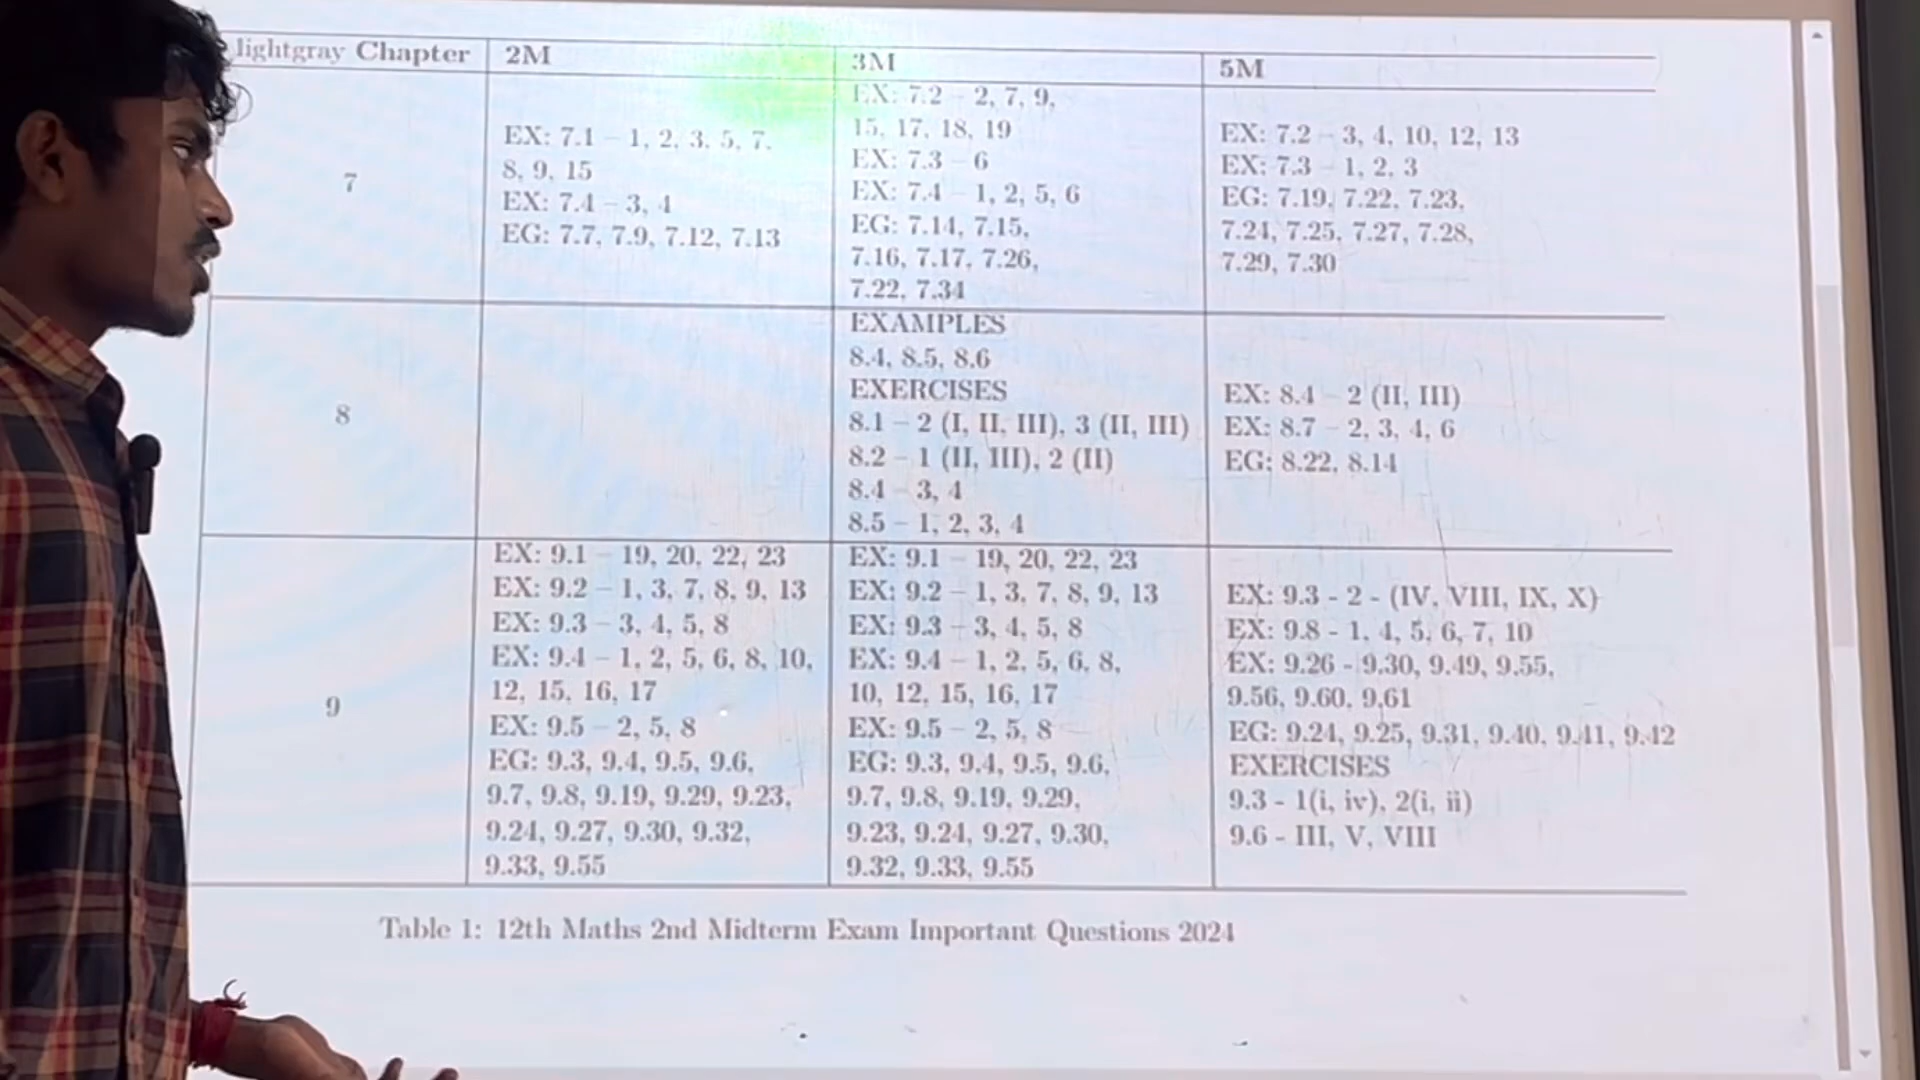 lightgray Chapter 2M 3M 5M
7
EX: 7.1 – 1, 2, 3, 5, 7,
8, 9, 15
EX: 7.4 – 3, 4
EG: 7.7, 7.9, 7.12, 7.13
EX: 7.2 – 2, 7, 9,
15, 17, 18, 19
EX: 7.3 – 6
EX: 7.4 – 1, 2, 5, 6
EG: 7.14, 7.15,
7.16, 7.17, 7.26,
7.22, 7.34
EX: 7.2 – 3, 4, 10, 12, 13
EX: 7.3 – 1, 2, 3
EG: 7.19, 7.22, 7.23,
7.24, 7.25, 7.27, 7.28,
7.29, 7.30
8
EXAMPLES
8.4, 8.5, 8.6
EXERCISES
8.1 – 2 (I, II, III), 3 (II, III)
8.2 – 1 (II, III), 2 (II)
8.4 – 3, 4
8.5 – 1, 2, 3, 4
EX: 8.4 – 2 (II, III)
EX: 8.7 – 2, 3, 4, 6
EG: 8.22, 8.14
9
EX: 9.1 – 19, 20, 22, 23
EX: 9.2 – 1, 3, 7, 8, 9, 13
EX: 9.3 – 3, 4, 5, 8
EX: 9.4 – 1, 2, 5, 6, 8, 10,
12, 15, 16, 17
EX: 9.5 – 2, 5, 8
EG: 9.3, 9.4, 9.5, 9.6,
9.7, 9.8, 9.19, 9.29, 9.23,
9.24, 9.27, 9.30, 9.32,
9.33, 9.55
EX: 9.1 – 19, 20, 22, 23
EX: 9.2 – 1, 3, 7, 8, 9, 13
EX: 9.3 – 3, 4, 5, 8
EX: 9.4 – 1, 2, 5, 6, 8,
10, 12, 15, 16, 17
EX: 9.5 – 2, 5, 8
EG: 9.3, 9.4, 9.5, 9.6,
9.7, 9.8, 9.19, 9.29,
9.23, 9.24, 9.27, 9.30,
9.32, 9.33, 9.55
EX: 9.3 - 2 - (IV, VIII, IX, X)
EX: 9.8 - 1, 4, 5, 6, 7, 10
EX: 9.26 - 9.30, 9.49, 9.55,
9.56, 9.60, 9.61
EG: 9.24, 9.25, 9.31, 9.40, 9.41, 9.42
EXERCISES
9.3 - 1(i, iv), 2(i, ii)
9.6 - III, V, VIII
Table 1: 12th Maths 2nd Midterm Exam Important Questions 2024